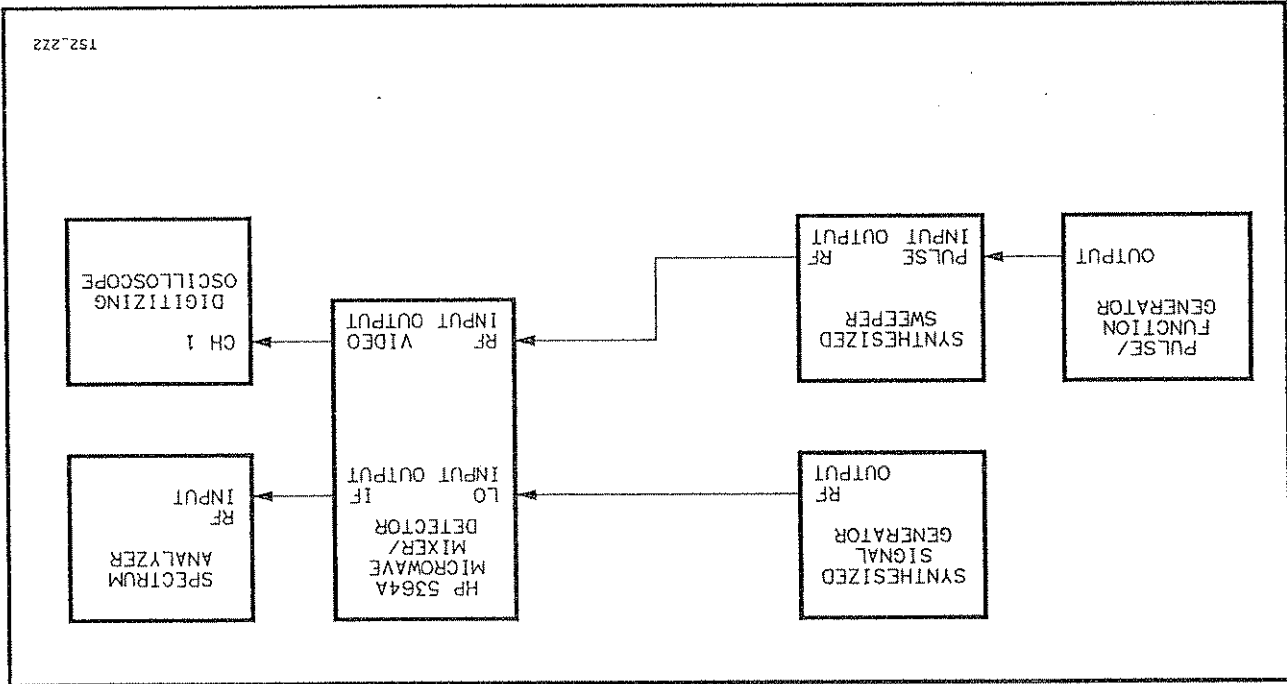 SYNTHESIZED
SIGNAL
GENERATOR
RF
OUTPUT
HP 5364A
MICROWAVE
MIXER/
DETECTOR
LO IF
INPUT OUTPUT
RF VIDEO
INPUT OUTPUT
SPECTRUM
ANALYZER
RF
INPUT
PULSE/
FUNCTION
GENERATOR
OUTPUT
SYNTHESIZED
SWEEPER
PULSE RF
INPUT OUTPUT
CH 1
DIGITIZING
OSCILLOSCOPE
TS2_2Z2